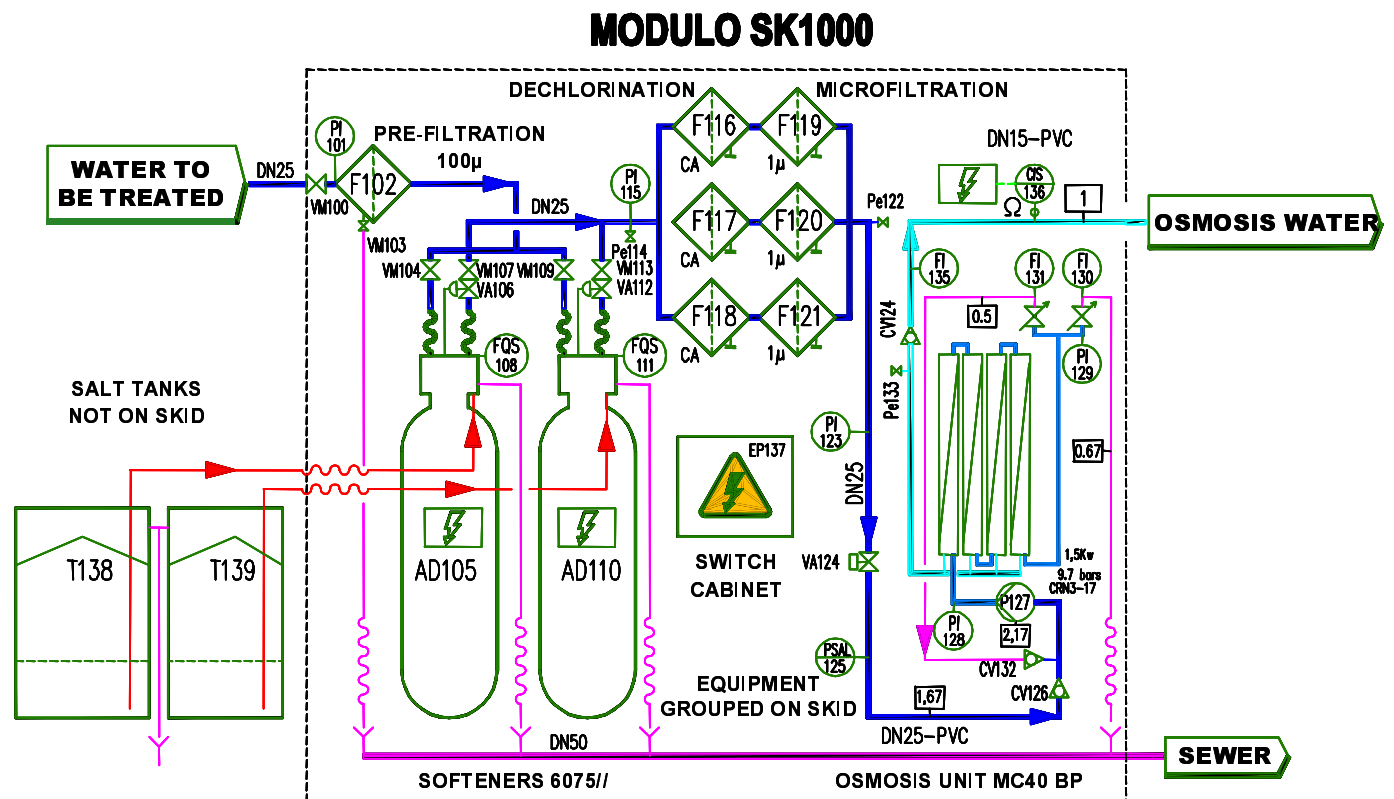 MODULO SK1000
DECHLORINATION
MICROFILTRATION
PRE-FILTRATION
100µ
PI
101
WATER TO
BE TREATED
DN25
VM100
F102
VM103
F116
CA
F119
1µ
DN15-PVC
CIS
136
Ω
1
OSMOSIS WATER
PI
115
DN25
Pe114
F117
CA
F120
1µ
Pe122
VM104
VM107
VA106
VM109
VM113
VA112
F118
CA
F121
1µ
FI
135
FI
131
FI
130
0.5
CV124
FQS
108
FQS
111
PI
129
Pe133
SALT TANKS
NOT ON SKID
PI
123
EP137
0.67
DN25
T138
T139
AD105
AD110
SWITCH
CABINET
VA124
1,5Kw
9.7 bars
CRN3-17
P127
PI
128
2,17
PSAL
125
CV132
CV126
EQUIPMENT
GROUPED ON SKID
1,67
DN25-PVC
DN50
SEWER
SOFTENERS 6075//
OSMOSIS UNIT MC40 BP